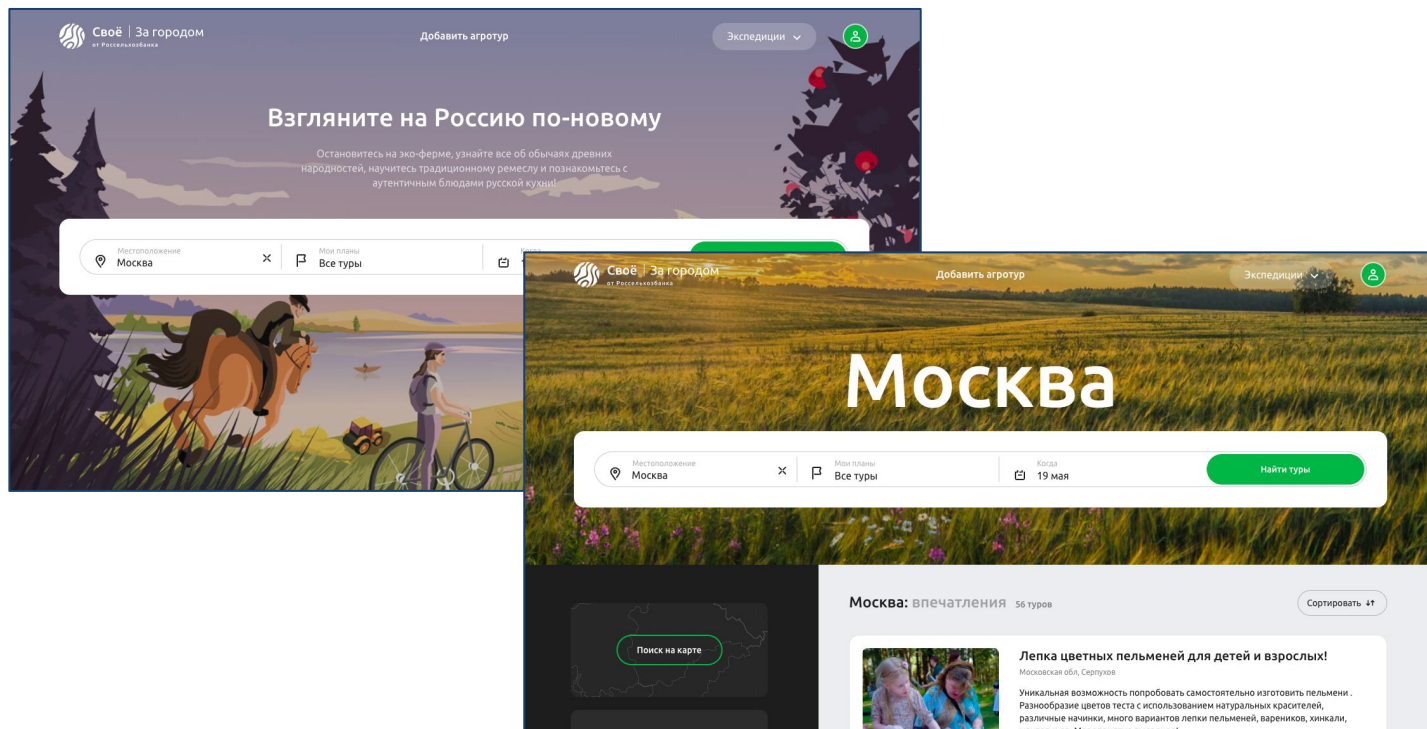 Своё | За городом
от Россельхозбанка
Добавить агротур
Экспедиции
Взгляните на Россию по-новому
Остановитесь на эко-ферме, узнайте все об обычаях древних
народностей, научитесь традиционному ремеслу и познакомьтесь с
аутентичным блюдами русской кухни!
Местоположение
Москва
Мои планы
Все туры
Когда
Своё | За городом
от Россельхозбанка
Добавить агротур
Экспедиции
Москва
Местоположение
Москва
Мои планы
Все туры
Когда
19 мая
Найти туры
Поиск на карте
Москва: впечатления 56 туров
Сортировать
Лепка цветных пельменей для детей и взрослых!
Московская обл, Серпухов
Уникальная возможность попробовать самостоятельно изготовить пельмени .
Разнообразие цветов теста с использованием натуральных красителей,
различные начинки, много вариантов лепки пельменей, вареников, хинкали,